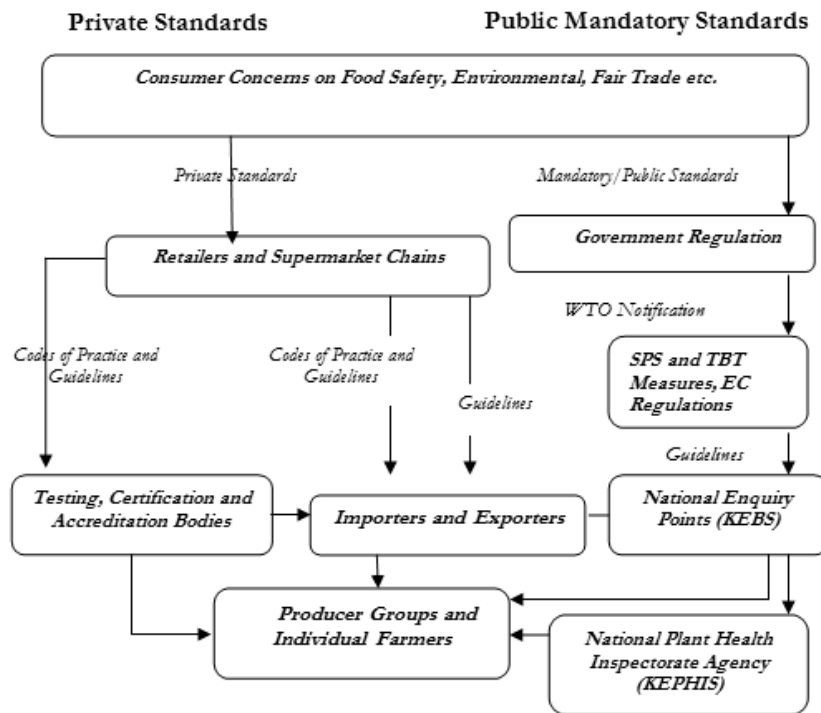 Private Standards
Public Mandatory Standards
Consumer Concerns on Food Safety, Environmental, Fair Trade etc.
Private Standards
Mandatory/Public Standards
Retailers and Supermarket Chains
Government Regulation
WTO Notification
Codes of Practice and
Guidelines
Codes of Practice and
Guidelines
Guidelines
SPS and TBT
Measures, EC
Regulations
Guidelines
Testing, Certification and
Accreditation Bodies
Importers and Exporters
National Enquiry
Points (KEBS)
Producer Groups and
Individual Farmers
National Plant Health
Inspectorate Agency
(KEPHIS)